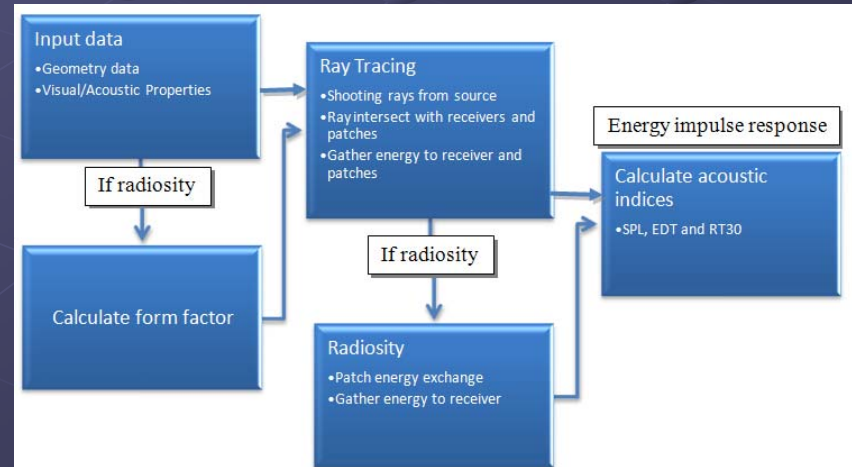 Input data
•Geometry data
•Visual/Acoustic Properties
If radiosity
Calculate form factor
Ray Tracing
•Shooting rays from source
•Ray intersect with receivers and
patches
•Gather energy to receiver and
patches
If radiosity
Radiosity
•Patch energy exchange
•Gather energy to receiver
Energy impulse response
Calculate acoustic
indices
•SPL, EDT and RT30